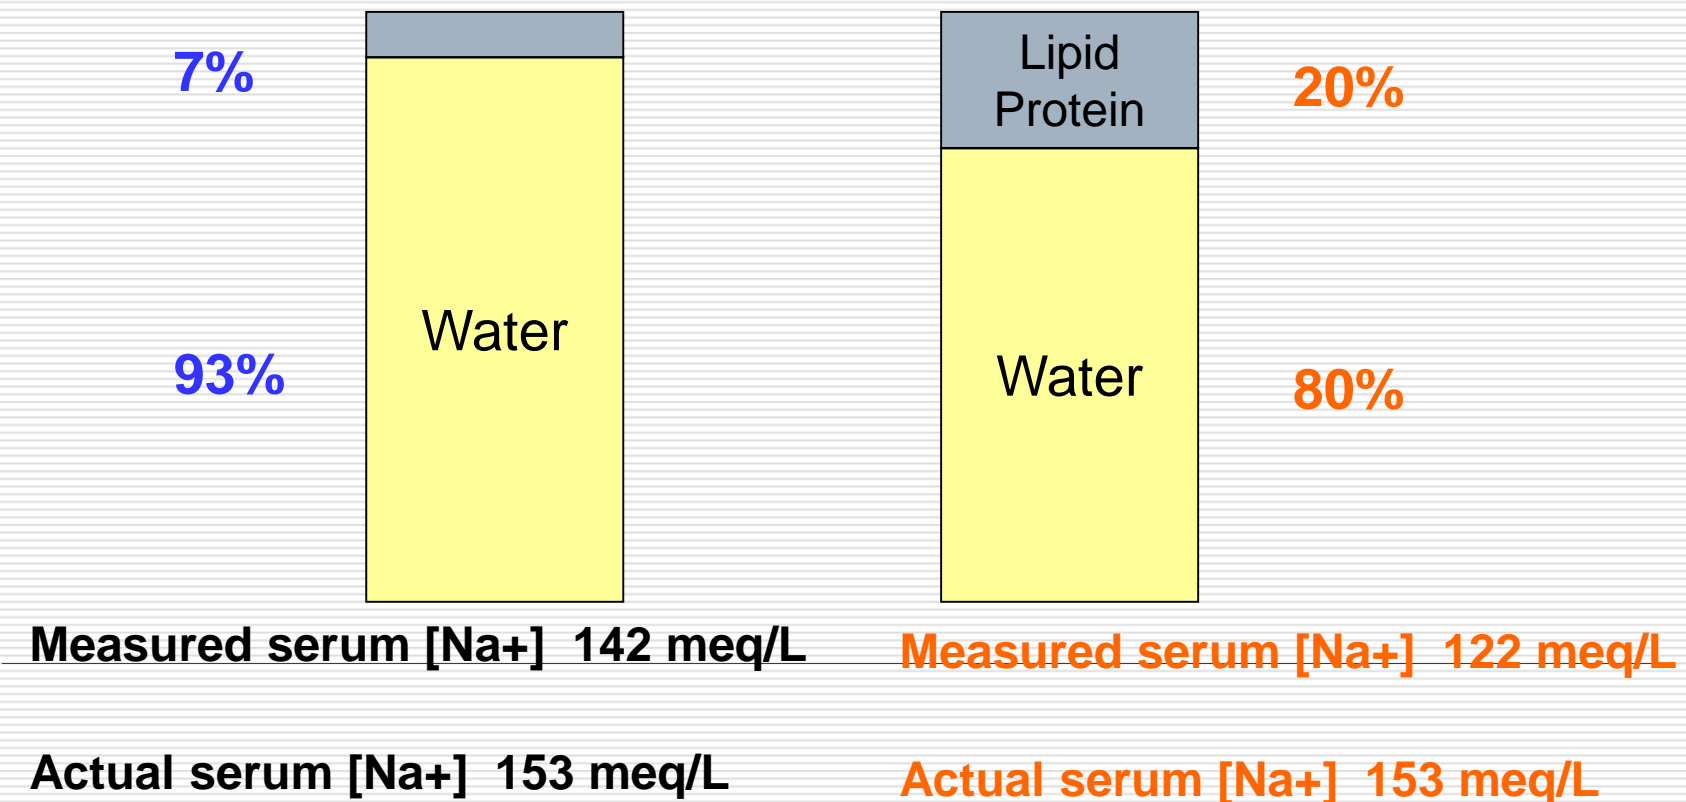 7%
93%
Water
Lipid
Protein
20%
Water
80%
Measured serum [Na+] 142 meq/L
Measured serum [Na+] 122 meq/L
Actual serum [Na+] 153 meq/L
Actual serum [Na+] 153 meq/L